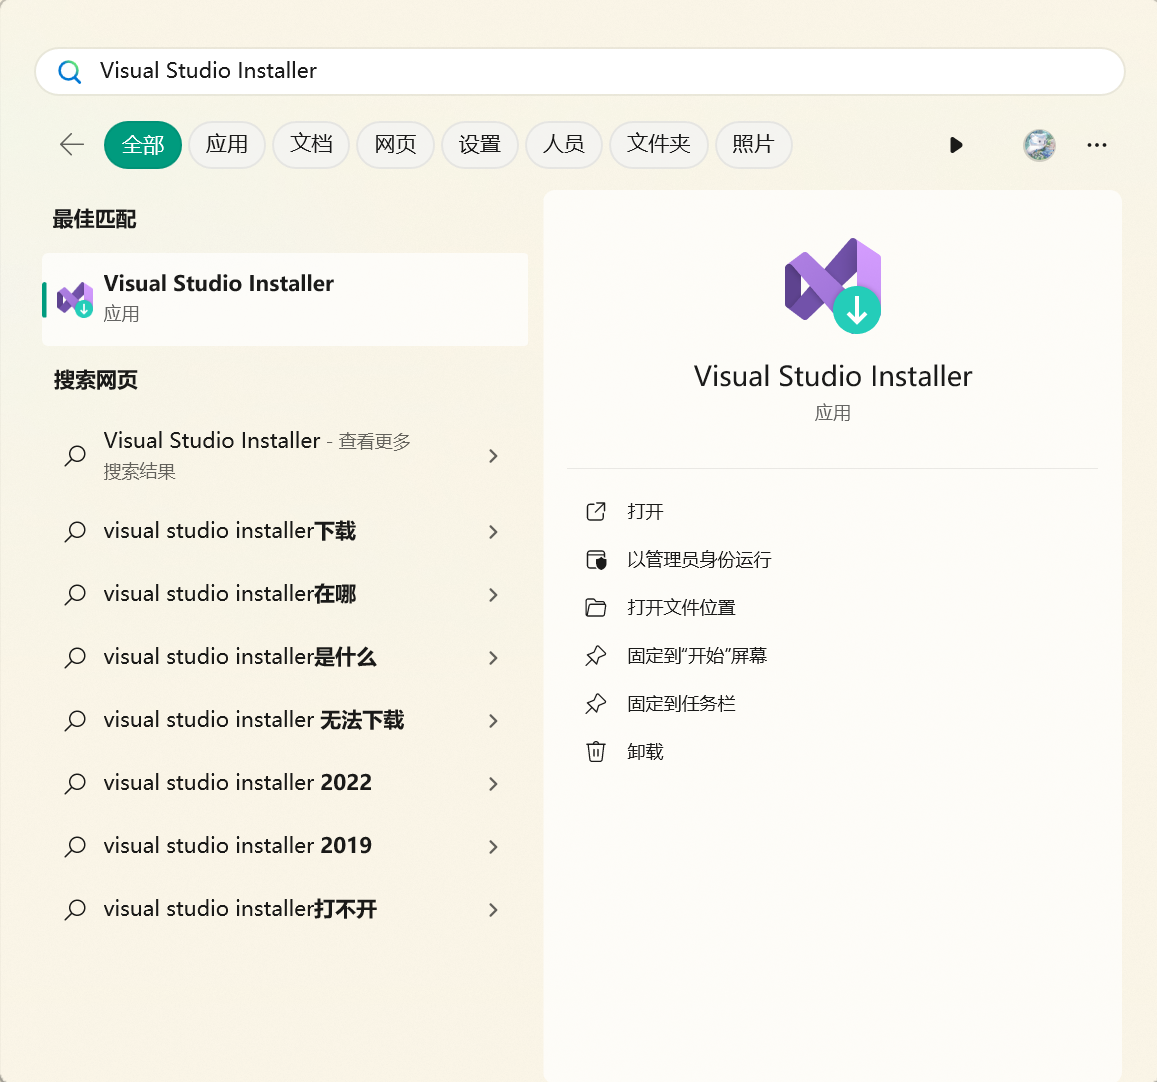 Visual Studio Installer
全部
应用
文档
网页
设置
人员
文件夹
照片
最佳匹配
Visual Studio Installer
应用
搜索网页
Visual Studio Installer - 查看更多
搜索结果
visual studio installer下载
visual studio installer在哪
visual studio installer是什么
visual studio installer 无法下载
visual studio installer 2022
visual studio installer 2019
visual studio installer打不开
Visual Studio Installer
应用
打开
以管理员身份运行
打开文件位置
固定到“开始”屏幕
固定到任务栏
卸载